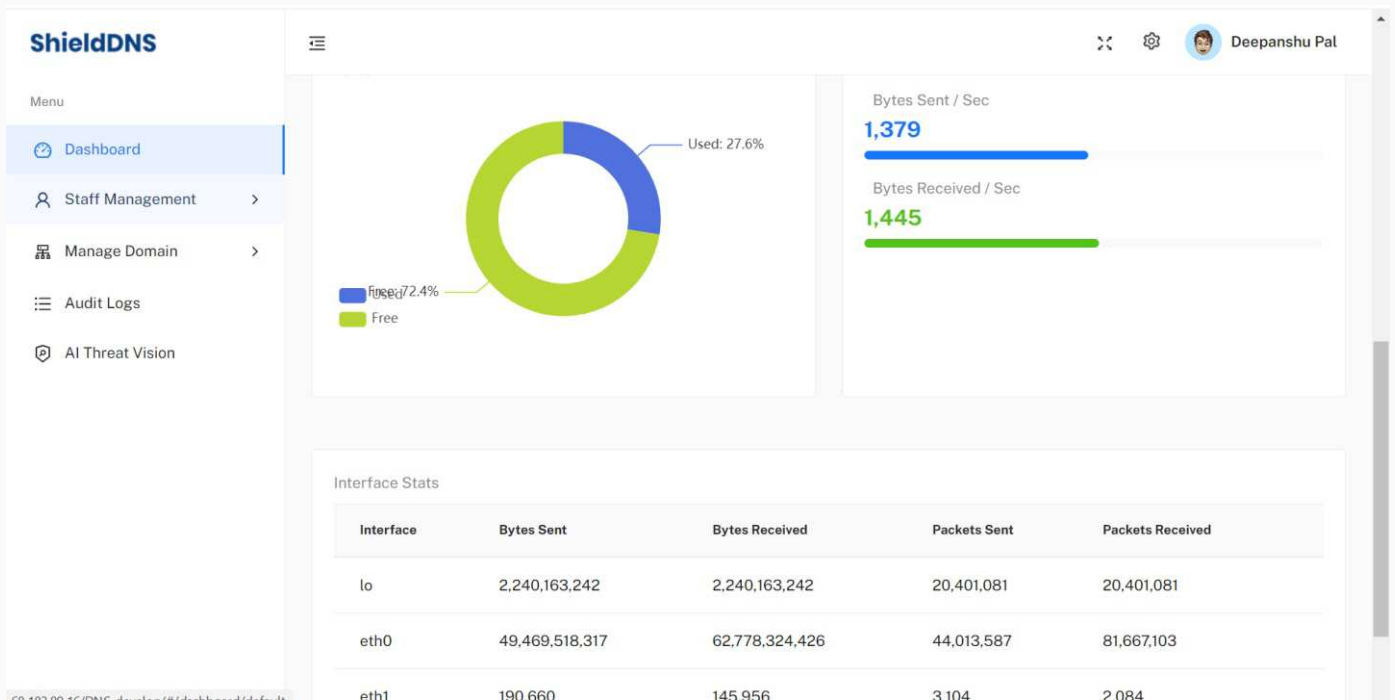 ShieldDNS
Deepanshu Pal
Menu
Dashboard
Staff Management
Manage Domain
Audit Logs
AI Threat Vision
Used: 27.6%
Free: 72.4%
Used
Free
Bytes Sent / Sec
1,379
Bytes Received / Sec
1,445
Interface Stats
Interface Bytes Sent Bytes Received Packets Sent Packets Received
lo 2,240,163,242 2,240,163,242 20,401,081 20,401,081
eth0 49,469,518,317 62,778,324,426 44,013,587 81,667,103
eth1 190,660 145,956 3,104 2,084